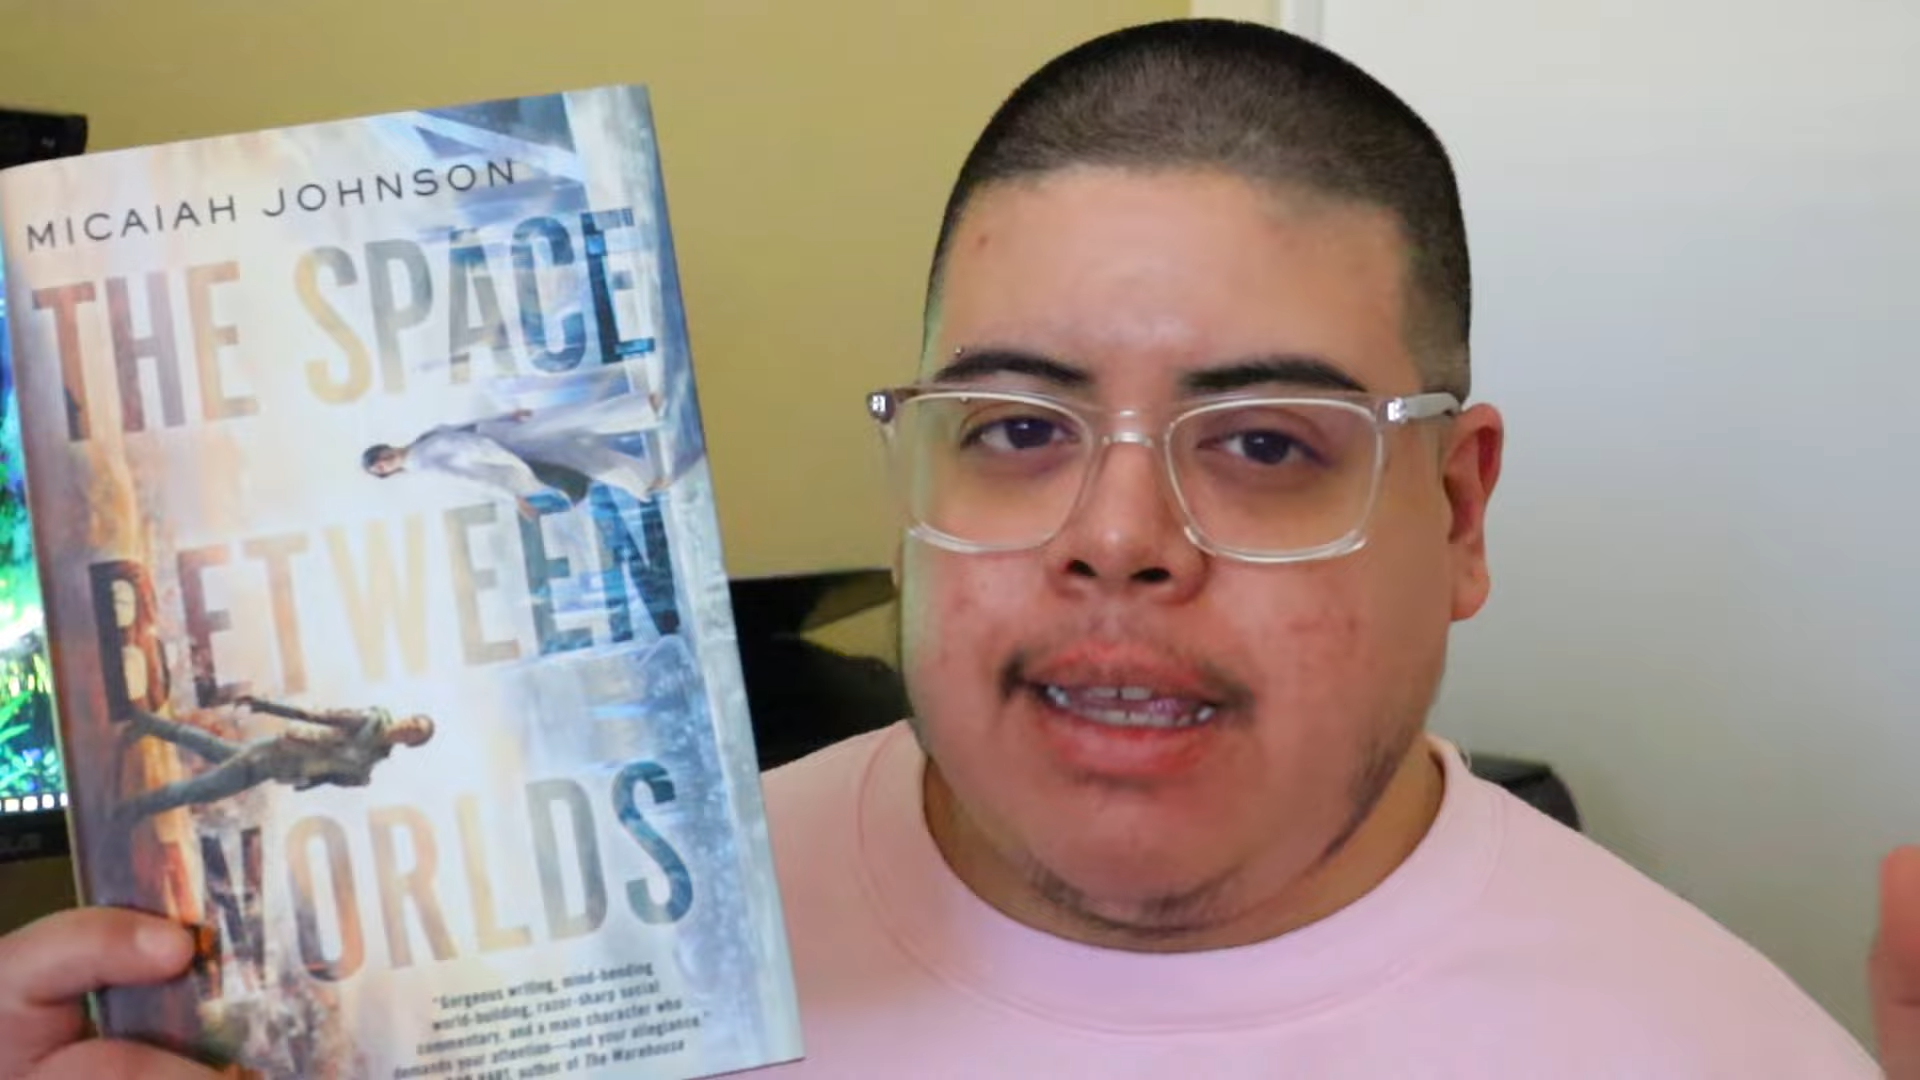 MICAIAH JOHNSON
THE SPACE
BETWEEN
WORLDS
"Gorgeous writing, mind-bending
world-building, razor-sharp social
commentary, and a main character who
demands your attention—and your allegiance."
HART, author of The Warehouse